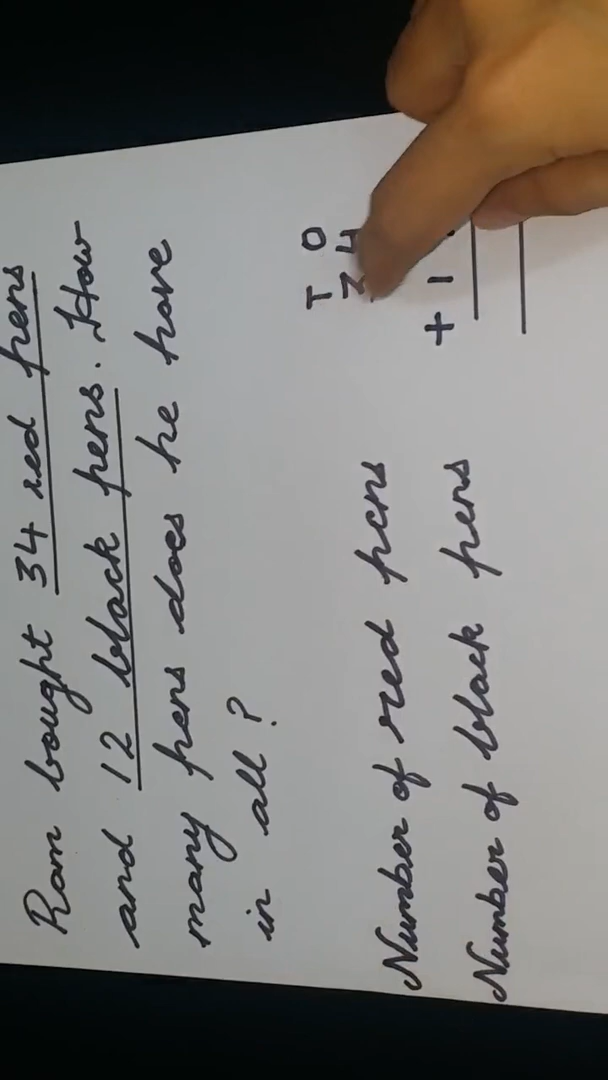 Ram bought 34 red pens
and 12 black pens. How
many pens does he have
in all?
T O
Number of red pens 34
Number of black pens + 1